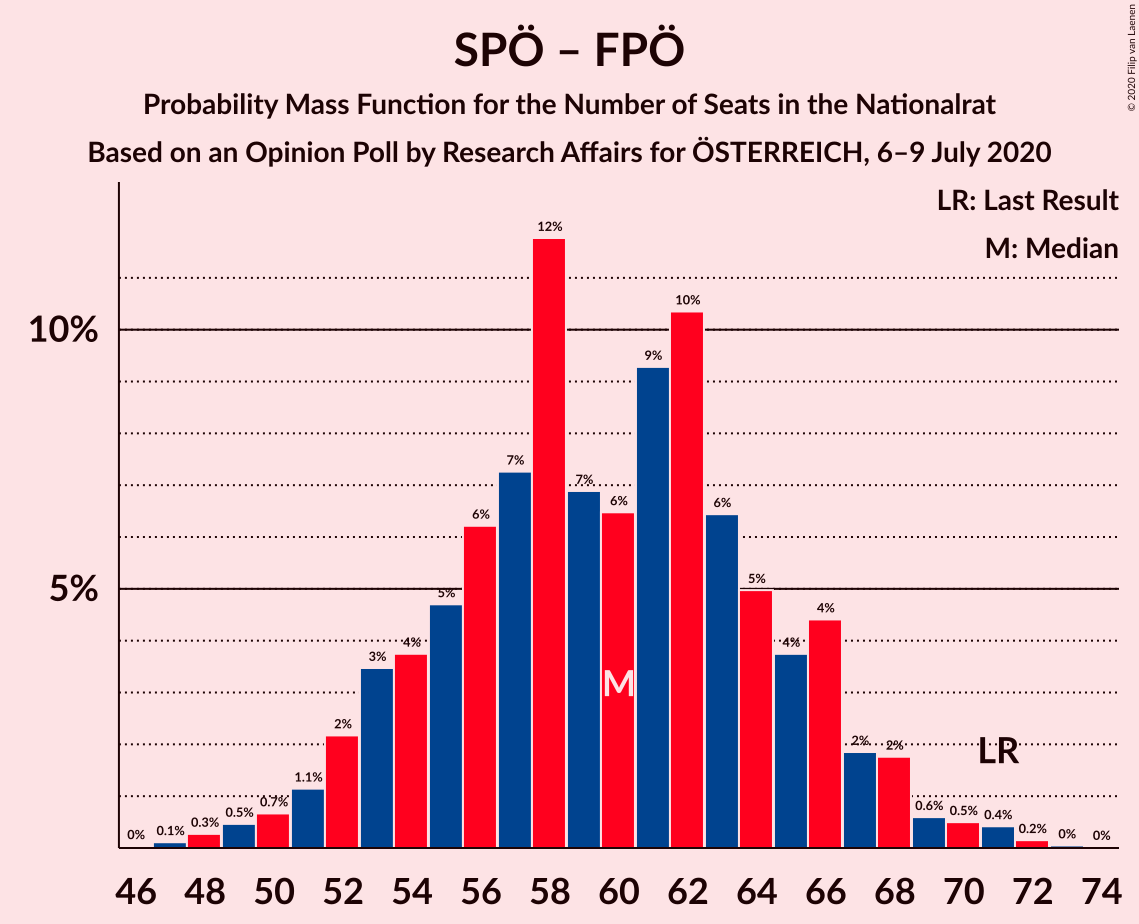 SPÖ – FPÖ
Probability Mass Function for the Number of Seats in the Nationalrat
Based on an Opinion Poll by Research Affairs for ÖSTERREICH, 6–9 July 2020
© 2020 Filip van Laenen
LR: Last Result
M: Median
10%
5%
0% 0.1% 0.3% 0.5% 0.7% 1.1% 2% 3% 4% 5% 6% 7% 12% 7% 6% 9% 10% 6% 5% 4% 4% 2% 2% 0.6% 0.5% 0.4% 0.2% 0% 0%
M
LR
46 48 50 52 54 56 58 60 62 64 66 68 70 72 74